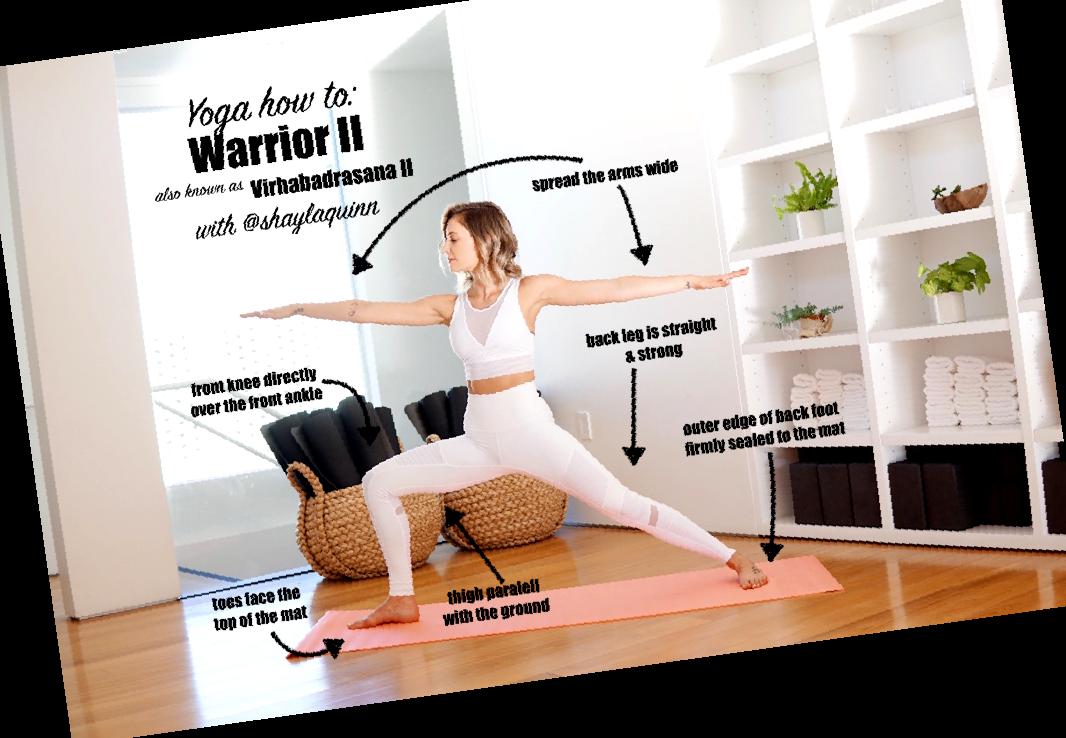 Yoga how to:
Warrior II
also known as Virhabadrasana II
with @shaylaquinn
spread the arms wide
back leg is straight
& strong
front knee directly
over the front ankle
outer edge of back foot
firmly sealed to the mat
thigh paralell
with the ground
toes face the
top of the mat